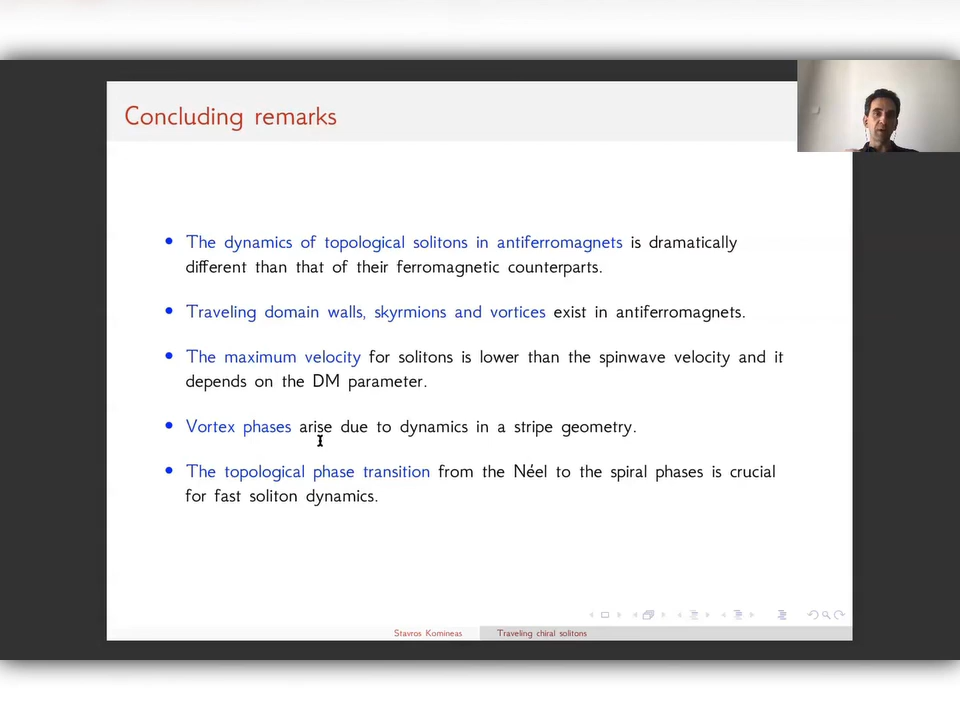 Concluding remarks
• The dynamics of topological solitons in antiferromagnets is dramatically
different than that of their ferromagnetic counterparts.
• Traveling domain walls, skyrmions and vortices exist in antiferromagnets.
• The maximum velocity for solitons is lower than the spinwave velocity and it
depends on the DM parameter.
• Vortex phases arise due to dynamics in a stripe geometry.
• The topological phase transition from the Néel to the spiral phases is crucial
for fast soliton dynamics.
Stavros Komineas
Traveling chiral solitons